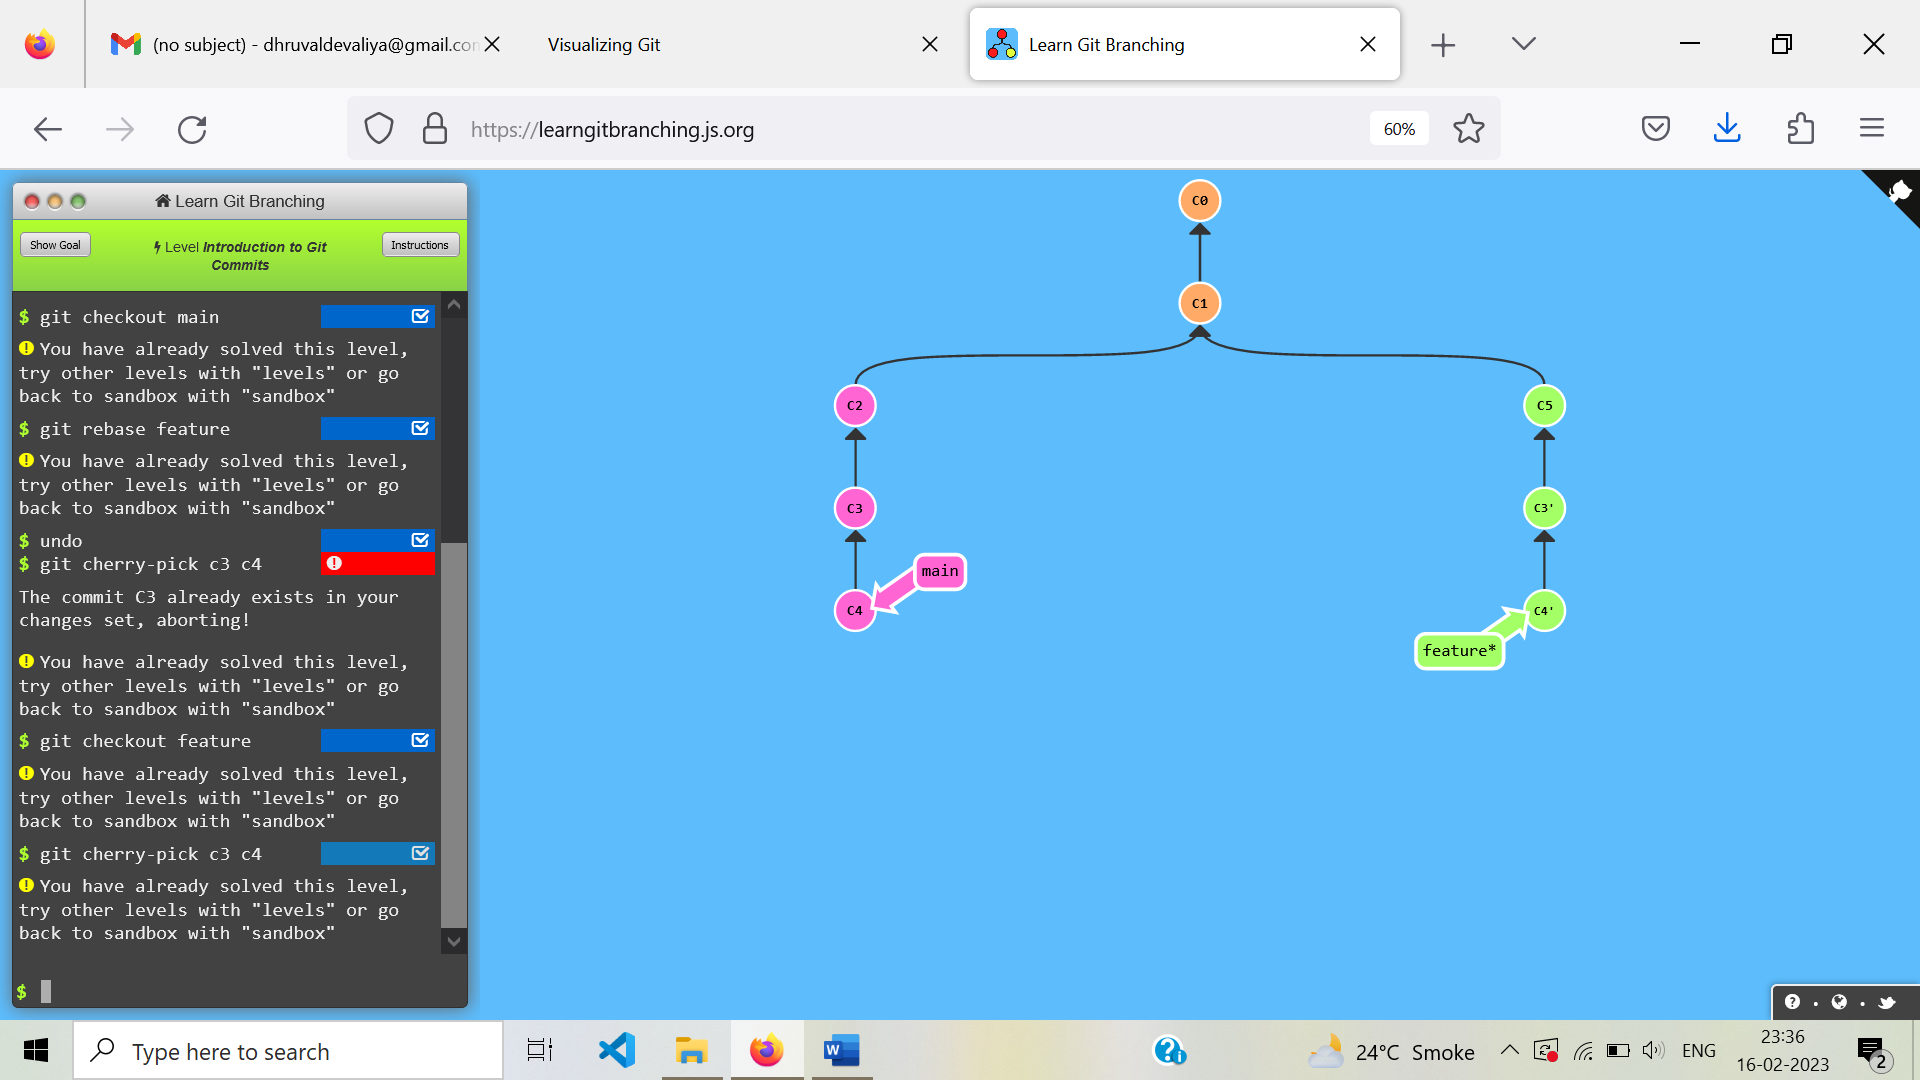 (no subject) - dhruvaldevaliya@gmail.con
Visualizing Git
Learn Git Branching
https://learngitbranching.js.org
60%
Learn Git Branching
Show Goal
Level Introduction to Git
Commits
Instructions
$ git checkout main
You have already solved this level,
try other levels with "levels" or go
back to sandbox with "sandbox"
$ git rebase feature
You have already solved this level,
try other levels with "levels" or go
back to sandbox with "sandbox"
$ undo
$ git cherry-pick c3 c4
The commit C3 already exists in your
changes set, aborting!
You have already solved this level,
try other levels with "levels" or go
back to sandbox with "sandbox"
$ git checkout feature
You have already solved this level,
try other levels with "levels" or go
back to sandbox with "sandbox"
$ git cherry-pick c3 c4
You have already solved this level,
try other levels with "levels" or go
back to sandbox with "sandbox"
$
C0
C1
C2
C5
C3
C3'
main
C4
C4'
feature*
Type here to search
24°C Smoke
ENG
23:36
16-02-2023
2